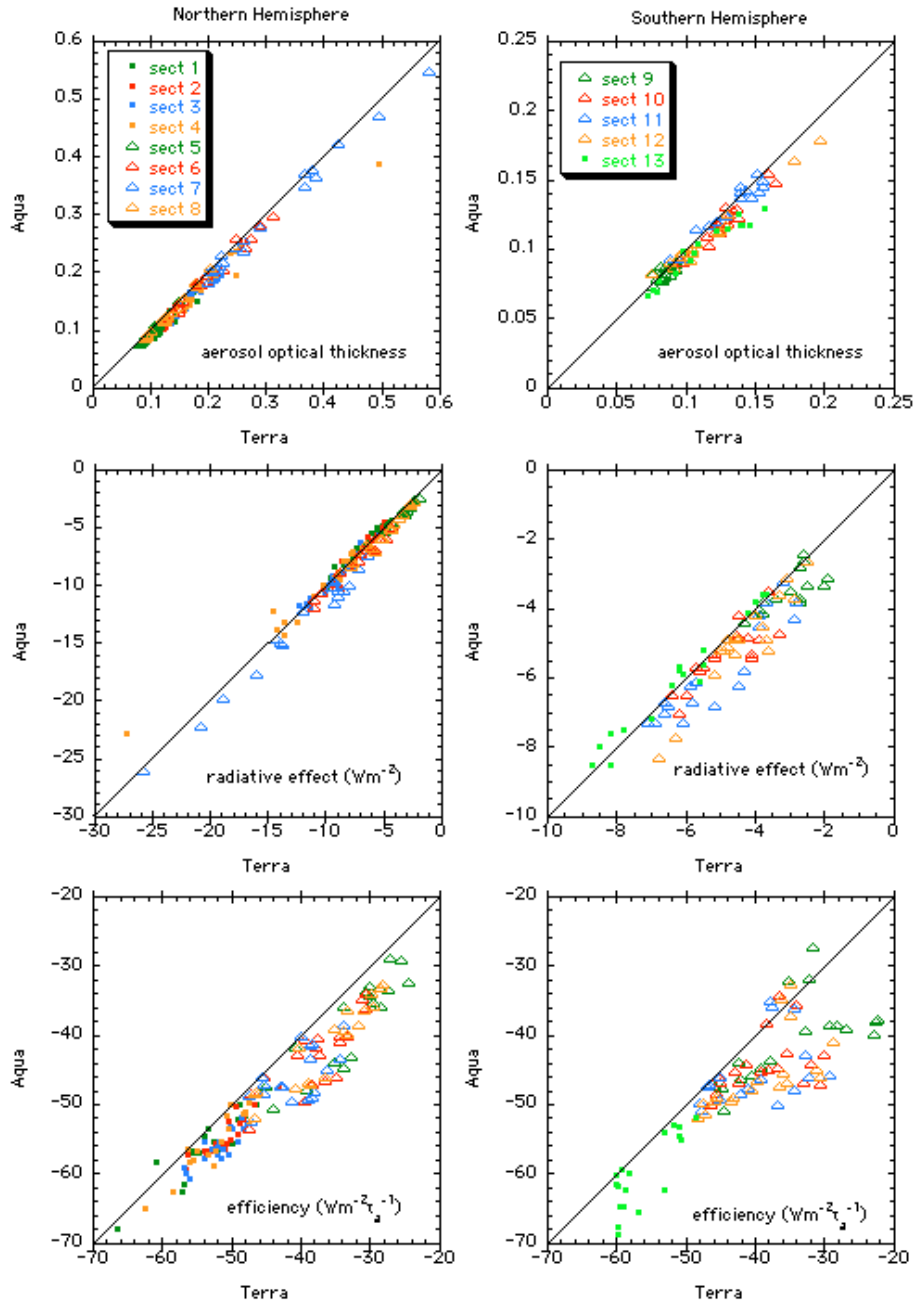 Northern Hemisphere
Southern Hemisphere
0.6
0.5
0.4
0.3
0.2
0.1
0
sect 1
sect 2
sect 3
sect 4
sect 5
sect 6
sect 7
sect 8
Aqua
aerosol optical thickness
0 0.1 0.2 0.3 0.4 0.5 0.6
Terra
0.25
0.20
0.15
0.10
0.05
0
sect 9
sect 10
sect 11
sect 12
sect 13
Aqua
aerosol optical thickness
0 0.05 0.1 0.15 0.2 0.25
Terra
0
-5
-10
-15
-20
-25
-30
Aqua
radiative effect (Wm⁻²)
-30 -25 -20 -15 -10 -5 0
Terra
0
-2
-4
-6
-8
-10
Aqua
radiative effect (Wm⁻²)
-10 -8 -6 -4 -2 0
Terra
-20
-30
-40
-50
-60
-70
Aqua
efficiency (Wm⁻²τₐ⁻¹)
-70 -60 -50 -40 -30 -20
Terra
-20
-30
-40
-50
-60
-70
Aqua
efficiency (Wm⁻²τₐ⁻¹)
-70 -60 -50 -40 -30 -20
Terra